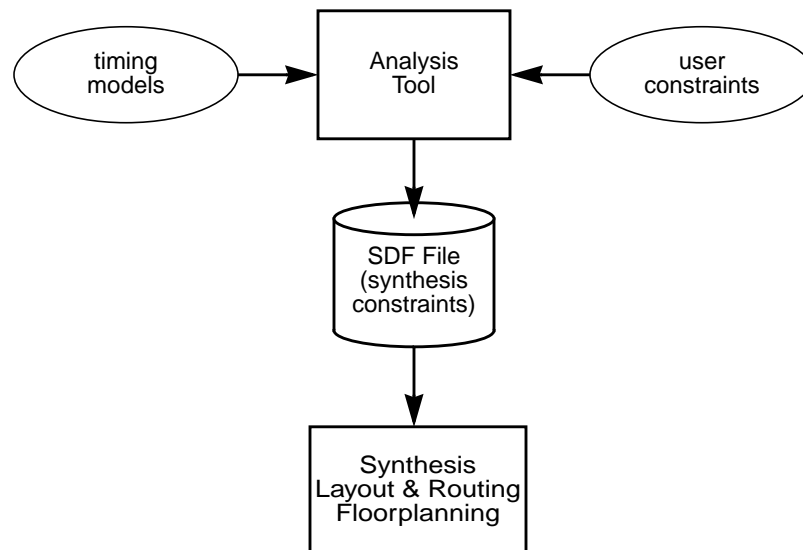 timing
models
Analysis
Tool
user
constraints
SDF File
(synthesis
constraints)
Synthesis
Layout & Routing
Floorplanning